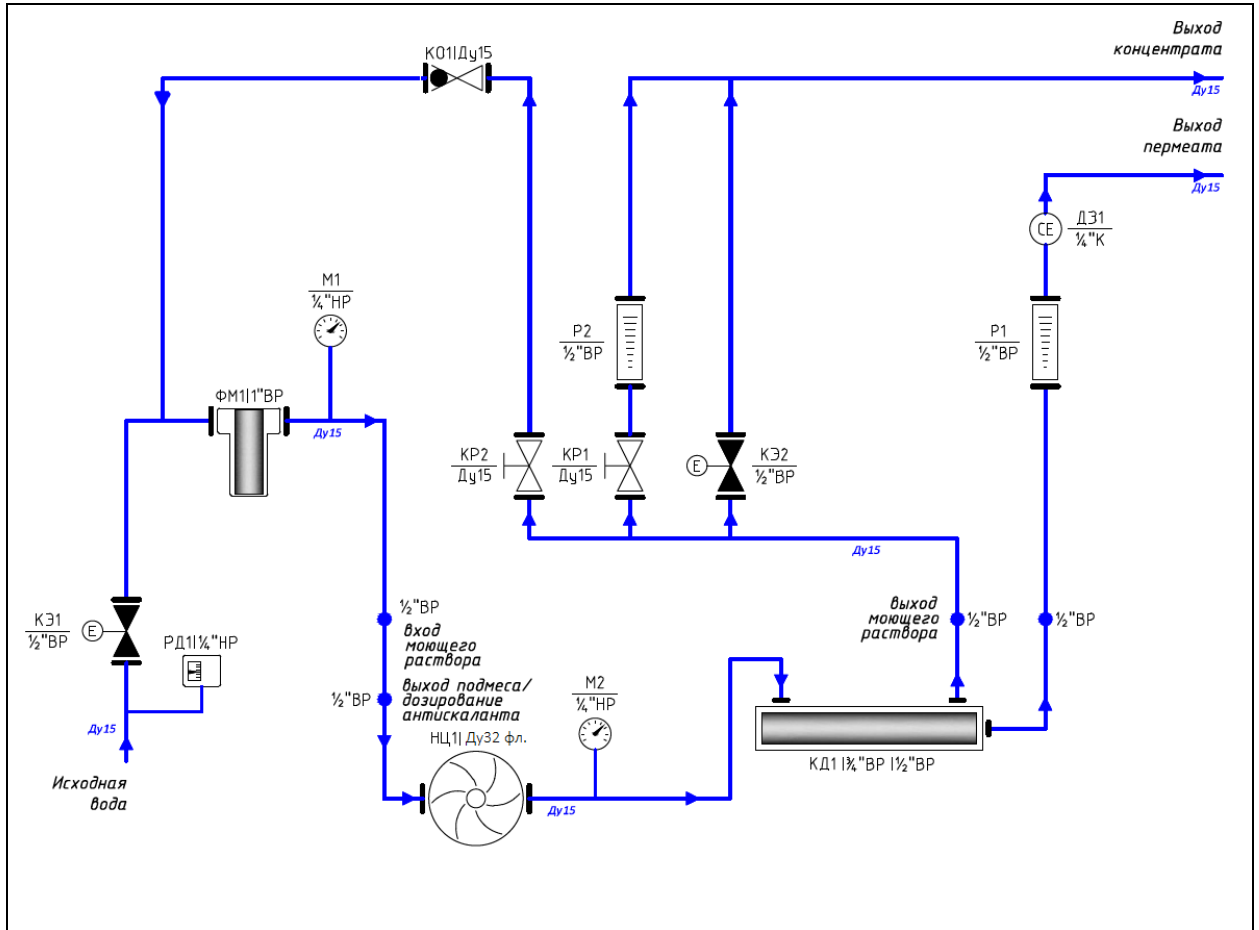 Выход
концентрата
КО1|Ду15
Ду15
Выход
пермеата
Ду15
СЕ
ДЭ1
¼"К
М1
¼"НР
Р2
½"ВР
Р1
½"ВР
ФМ1|1"ВР
Ду15
КР2
Ду15
КР1
Ду15
Е
КЭ2
½"ВР
Ду15
КЭ1
½"ВР
Е
РД1|¼"НР
½"ВР
вход
моющего
раствора
выход
моющего
раствора
½"ВР
½"ВР
½"ВР
выход подмеса/
дозирование
антискаланта
М2
¼"НР
Ду15
НЦ1| Ду32 фл.
КД1 |¾"ВР |½"ВР
Исходная
вода
Ду15